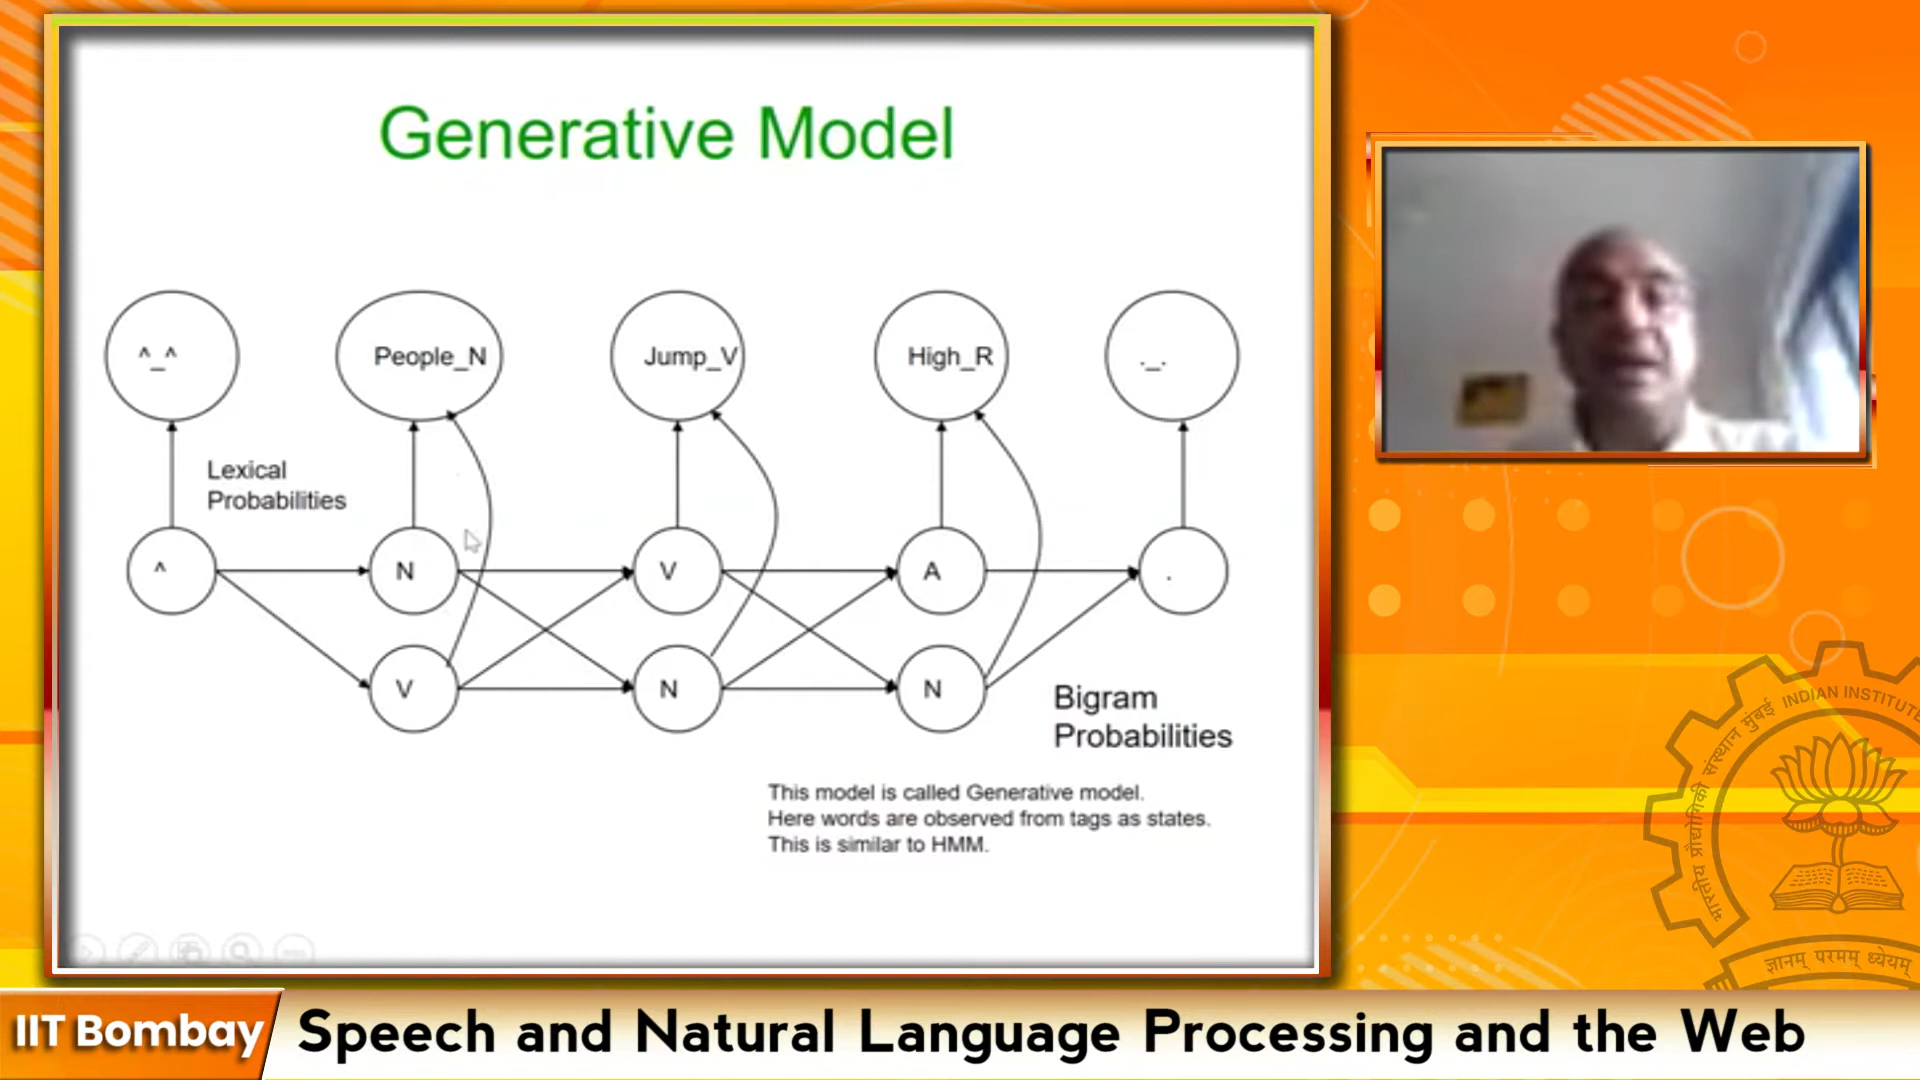 Generative Model
^_^
People_N
Jump_V
High_R
._.
Lexical
Probabilities
^
N
V
A
.
V
N
N
Bigram
Probabilities
This model is called Generative model.
Here words are observed from tags as states.
This is similar to HMM.
भारतीय प्रौद्योगिकी संस्थान मुंबई INDIAN INSTITUTE
ज्ञानम् परमम् ध्येयम्
IIT Bombay
Speech and Natural Language Processing and the Web